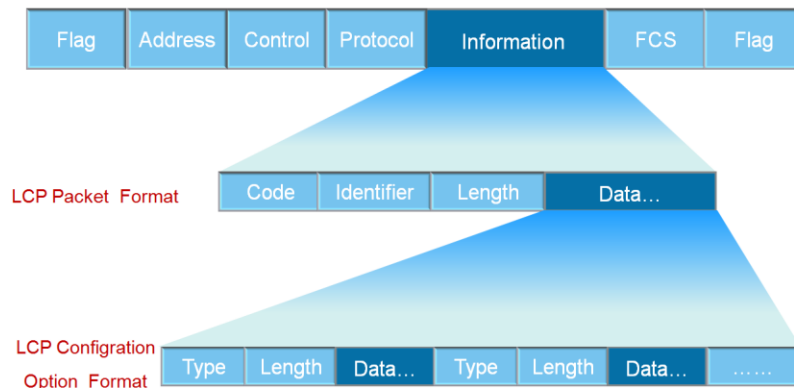 Flag Address Control Protocol Information FCS Flag
LCP Packet Format
Code Identifier Length Data...
LCP Configration
Option Format
Type Length Data... Type Length Data... ......